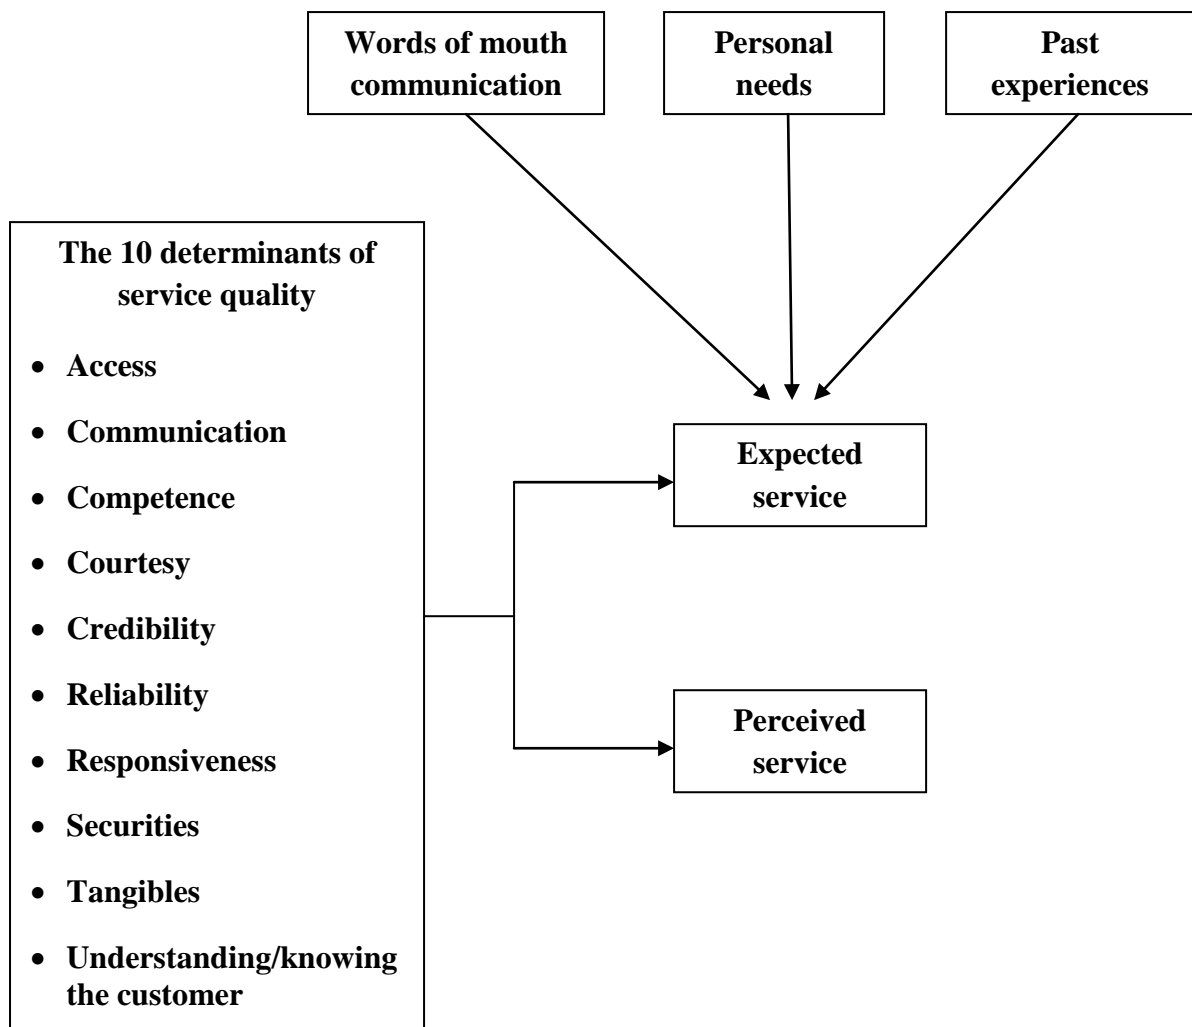 Words of mouth
communication
Personal
needs
Past
experiences
The 10 determinants of
service quality
• Access
• Communication
• Competence
• Courtesy
• Credibility
• Reliability
• Responsiveness
• Securities
• Tangibles
• Understanding/knowing
the customer
Expected
service
Perceived
service